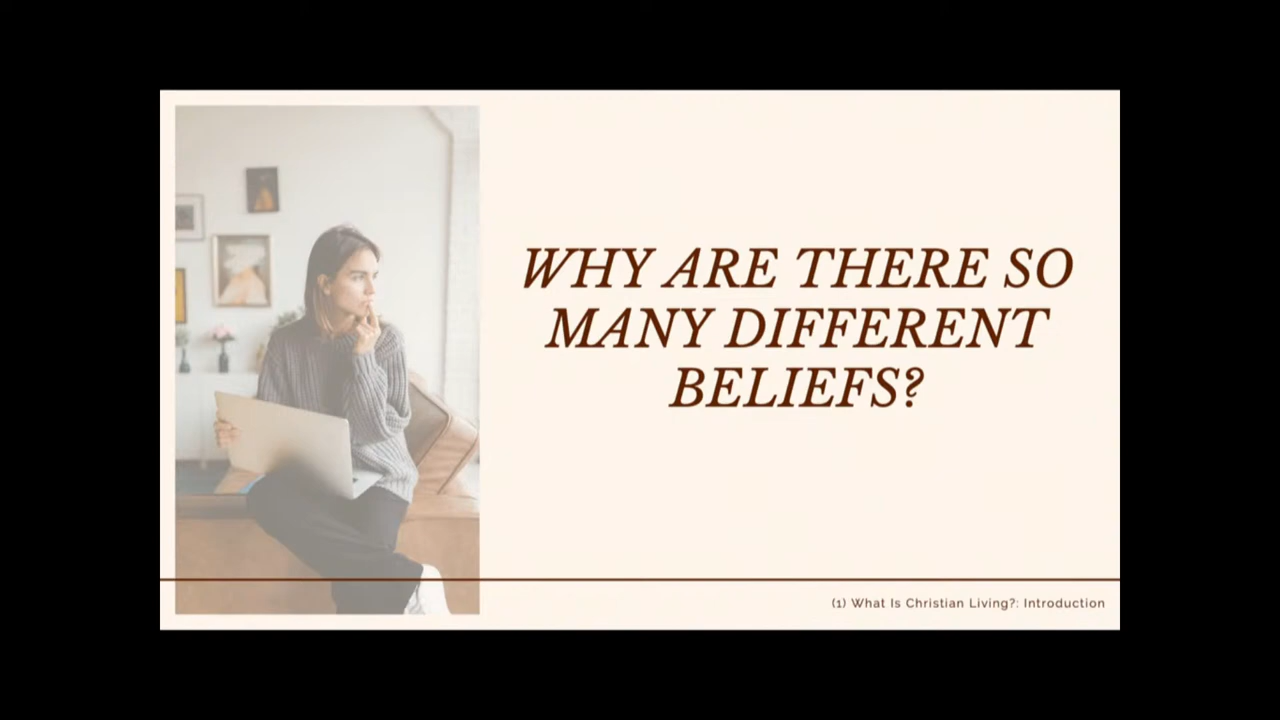 WHY ARE THERE SO
MANY DIFFERENT
BELIEFS?
(1) What Is Christian Living?: Introduction